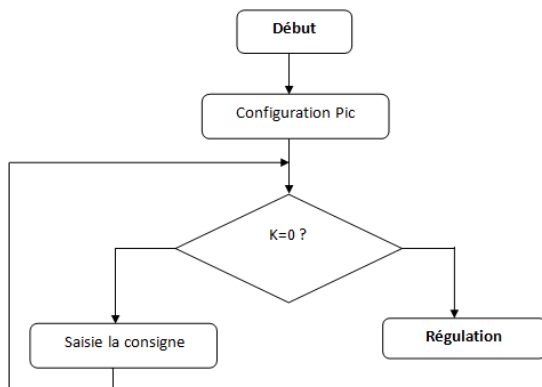 Début
Configuration Pic
K=0 ?
Saisie la consigne
Régulation